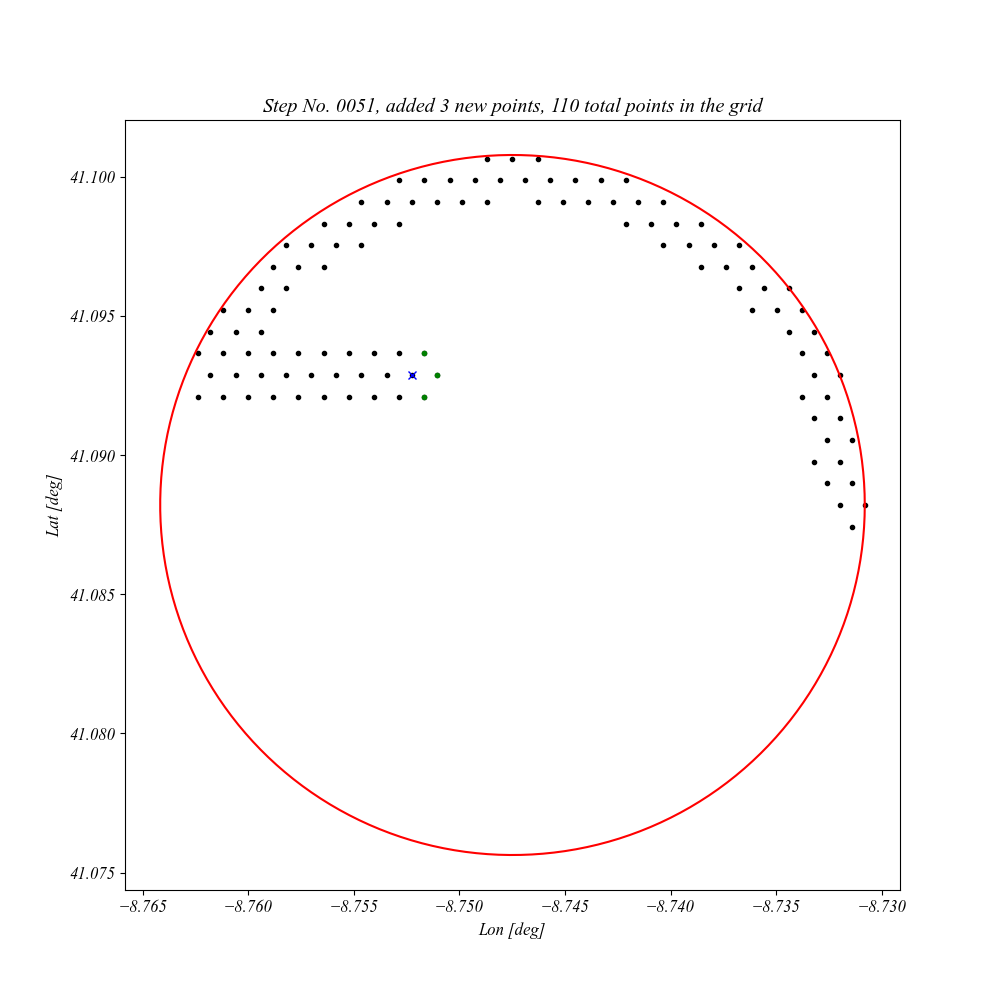 Step No. 0051, added 3 new points, 110 total points in the grid
41.100
41.095
41.090
41.085
41.080
41.075
Lat [deg]
−8.765 −8.760 −8.755 −8.750 −8.745 −8.740 −8.735 −8.730
Lon [deg]